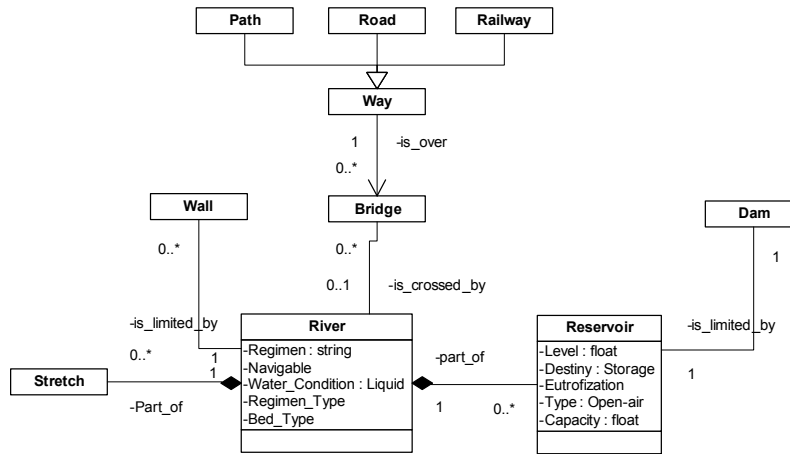 Path
Road
Railway
Way
1
-is_over
0..*
Wall
Bridge
Dam
0..*
0..*
1
0..1
-is_crossed_by
-is_limited_by
River
Reservoir
-is_limited_by
0..*
1
-Regimen : string
-Navigable
-Water_Condition : Liquid
-Regimen_Type
-Bed_Type
-part_of
-Level : float
-Destiny : Storage
-Eutrofization
-Type : Open-air
-Capacity : float
1
Stretch
1
-Part_of
1
0..*